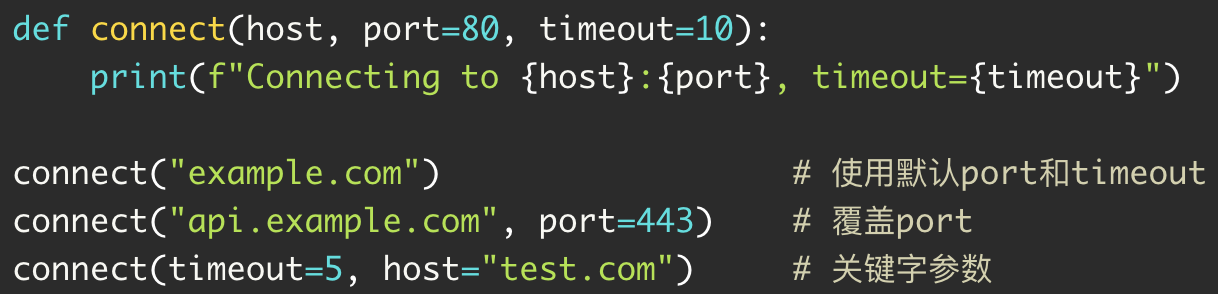 def connect(host, port=80, timeout=10):
    print(f"Connecting to {host}:{port}, timeout={timeout}")

connect("example.com")                  # 使用默认port和timeout
connect("api.example.com", port=443)    # 覆盖port
connect(timeout=5, host="test.com")     # 关键字参数